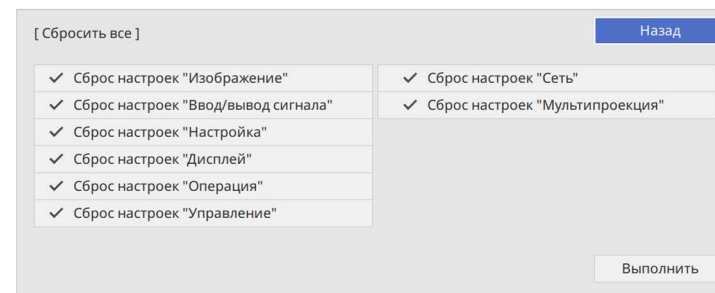 [ Сбросить все ]
Назад
Сброс настроек "Изображение"
Сброс настроек "Ввод/вывод сигнала"
Сброс настроек "Настройка"
Сброс настроек "Дисплей"
Сброс настроек "Операция"
Сброс настроек "Управление"
Сброс настроек "Сеть"
Сброс настроек "Мультипроекция"
Выполнить